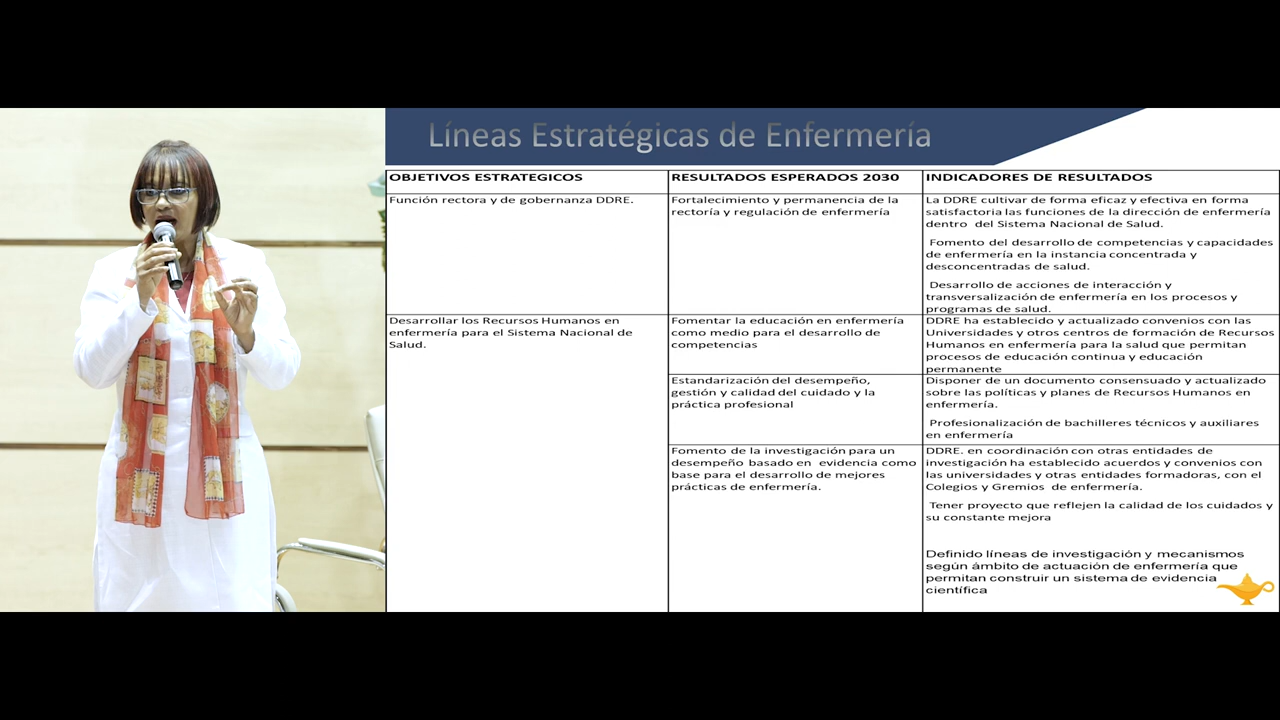 Líneas Estratégicas de Enfermería
OBJETIVOS ESTRATEGICOS
RESULTADOS ESPERADOS 2030
INDICADORES DE RESULTADOS
Función rectora y de gobernanza DDRE.
Fortalecimiento y permanencia de la
rectoría y regulación de enfermería
La DDRE cultivar de forma eficaz y efectiva en forma
satisfactoria las funciones de la dirección de enfermería
dentro del Sistema Nacional de Salud.
Fomento del desarrollo de competencias y capacidades
de enfermería en la instancia concentrada y
desconcentradas de salud.
Desarrollo de acciones de interacción y
transversalización de enfermería en los procesos y
programas de salud.
Desarrollar los Recursos Humanos en
enfermería para el Sistema Nacional de
Salud.
Fomentar la educación en enfermería
como medio para el desarrollo de
competencias
DDRE ha establecido y actualizado convenios con las
Universidades y otros centros de formación de Recursos
Humanos en enfermería para la salud que permitan
procesos de educación continua y educación
permanente
Estandarización del desempeño,
gestión y calidad del cuidado y la
práctica profesional
Disponer de un documento consensuado y actualizado
sobre las políticas y planes de Recursos Humanos en
enfermería.
Profesionalización de bachilleres técnicos y auxiliares
en enfermería
Fomento de la investigación para un
desempeño basado en evidencia como
base para el desarrollo de mejores
prácticas de enfermería.
DDRE. en coordinación con otras entidades de
investigación ha establecido acuerdos y convenios con
las universidades y otras entidades formadoras, con el
Colegios y Gremios de enfermería.
Tener proyecto que reflejen la calidad de los cuidados y
su constante mejora
Definido líneas de investigación y mecanismos
según ámbito de actuación de enfermería que
permitan construir un sistema de evidencia
científica